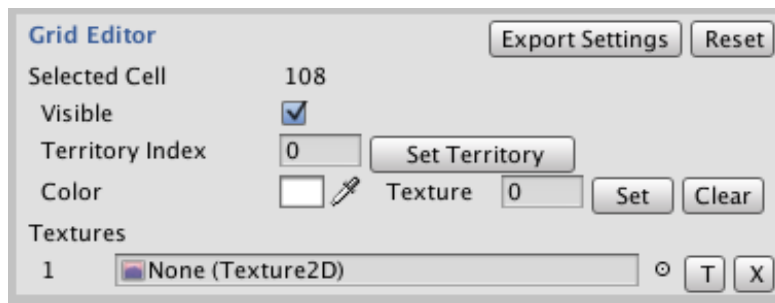 Grid Editor Export Settings Reset
Selected Cell 108
Visible
Territory Index 0 Set Territory
Color Texture 0 Set Clear
Textures
1 None (Texture2D) T X